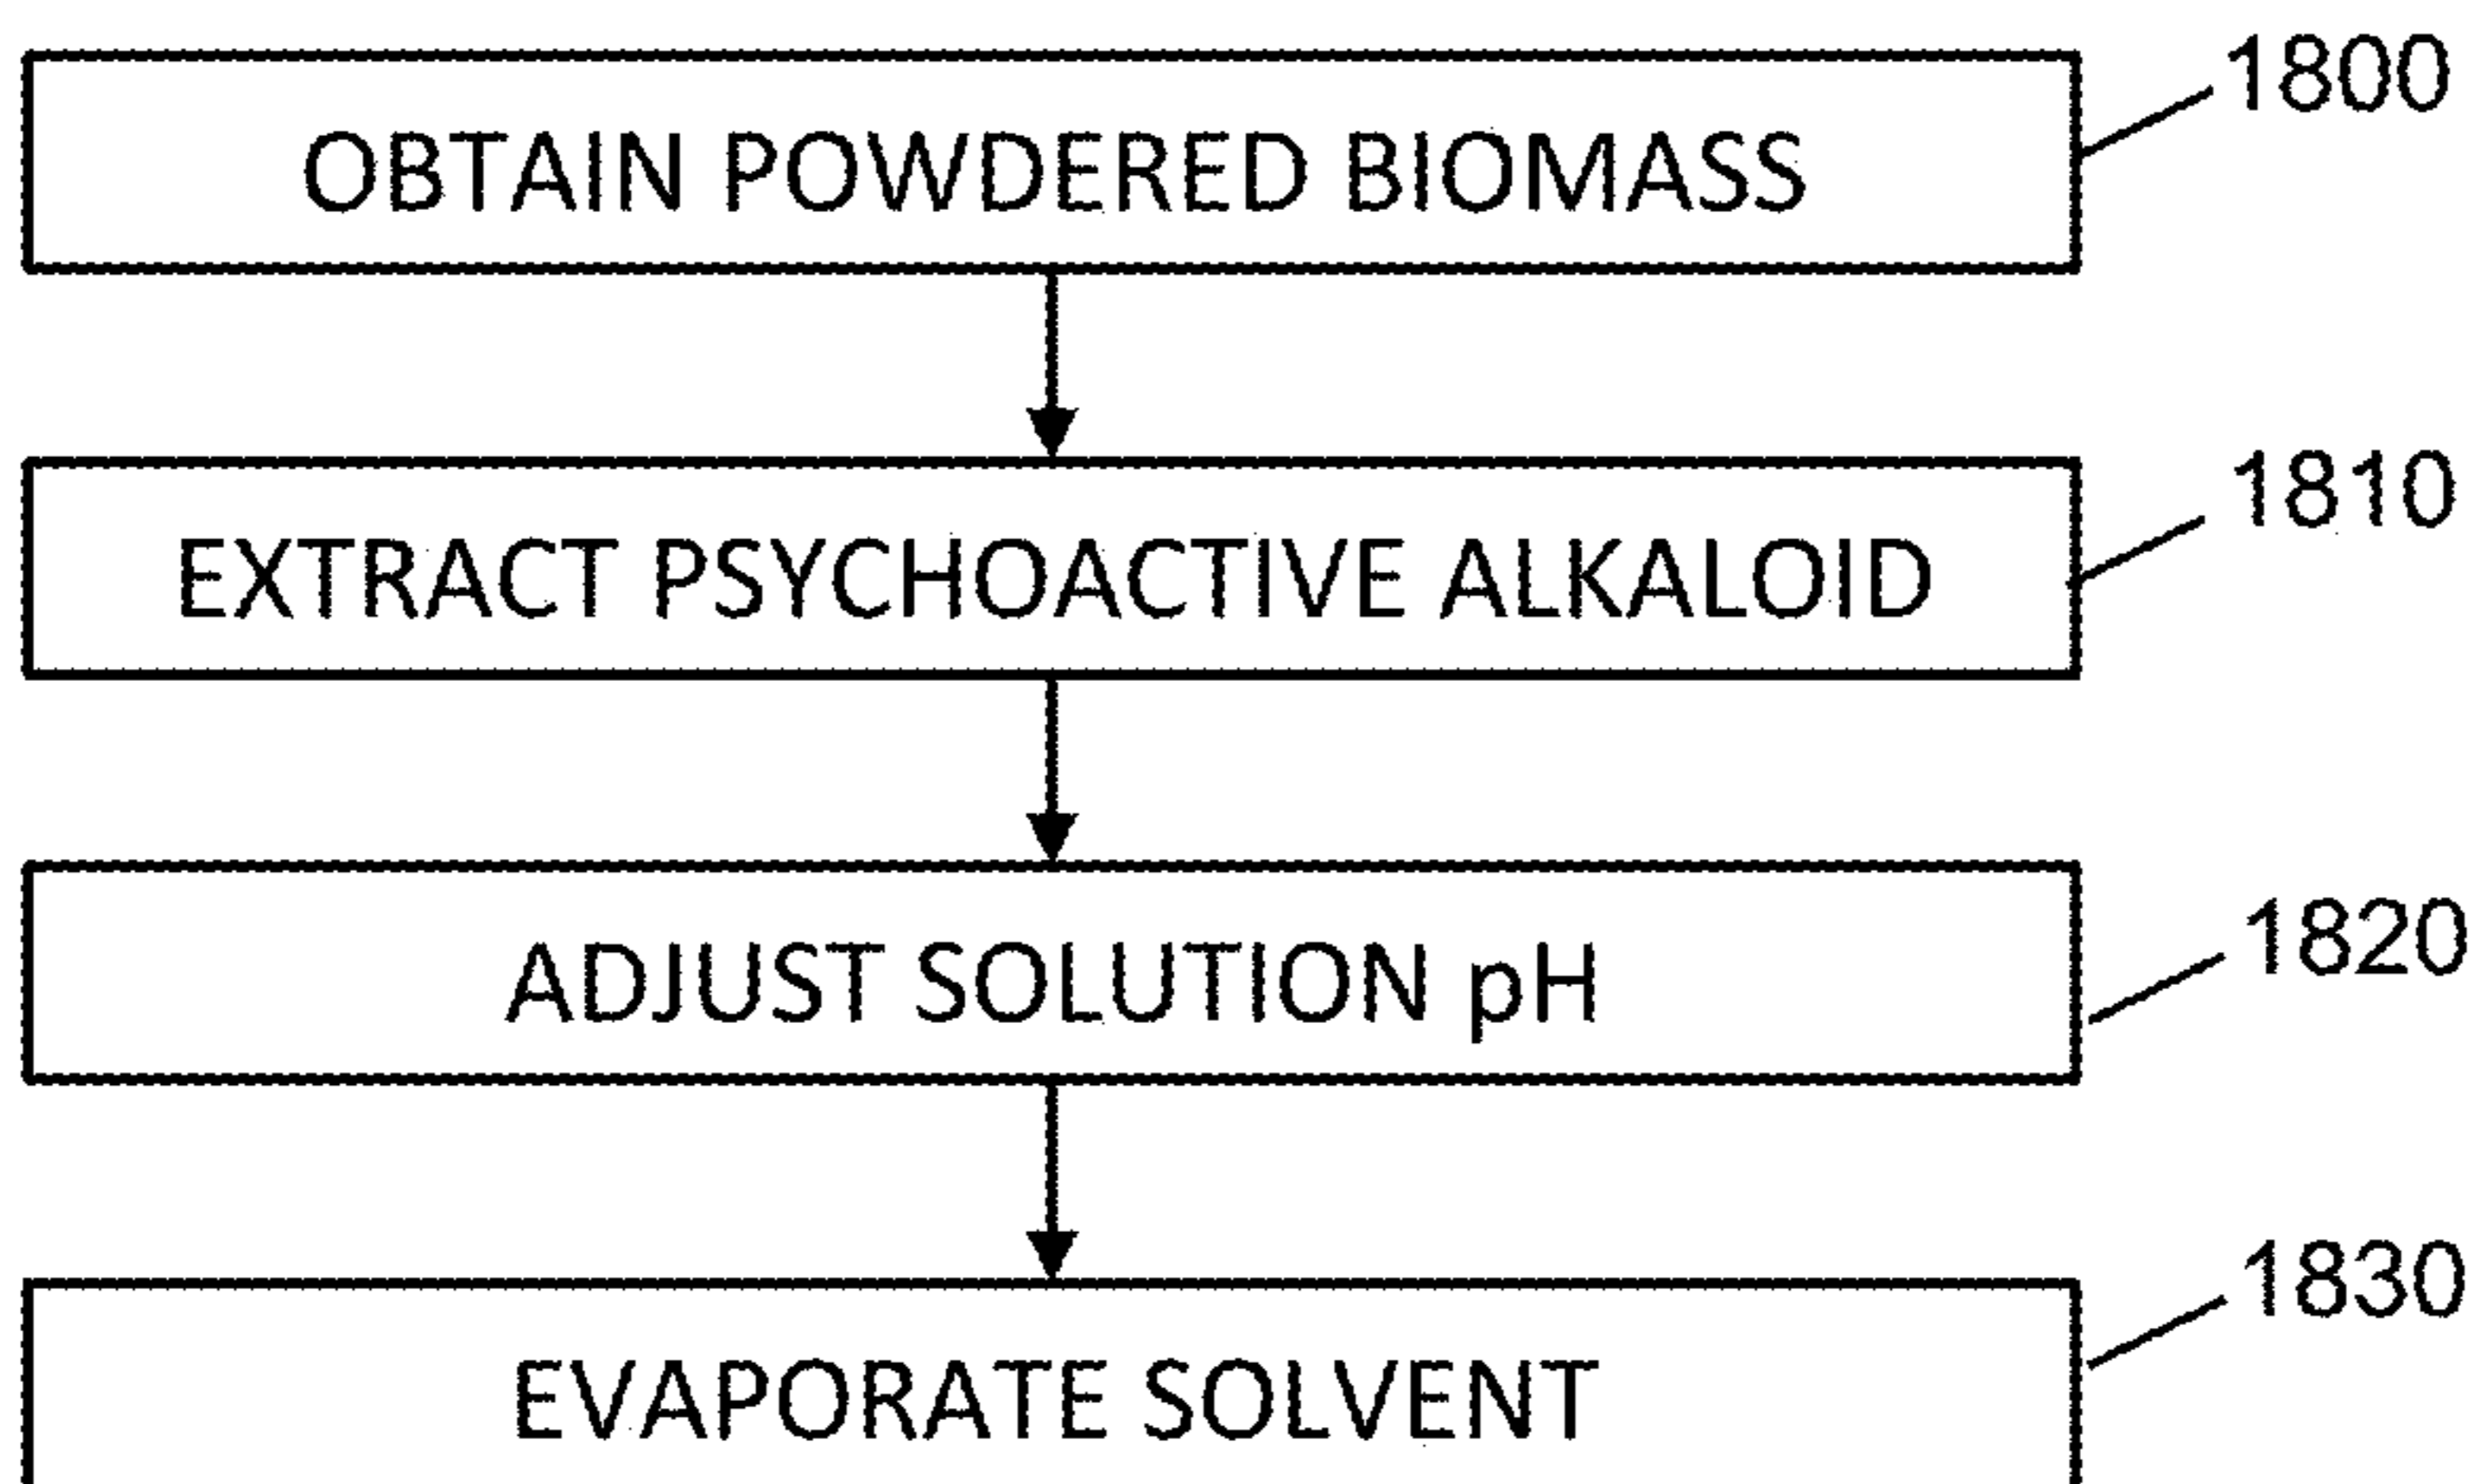 1800
OBTAIN POWDERED BIOMASS
1810
EXTRACT PSYCHOACTIVE ALKALOID
1820
ADJUST SOLUTION pH
1830
EVAPORATE SOLVENT